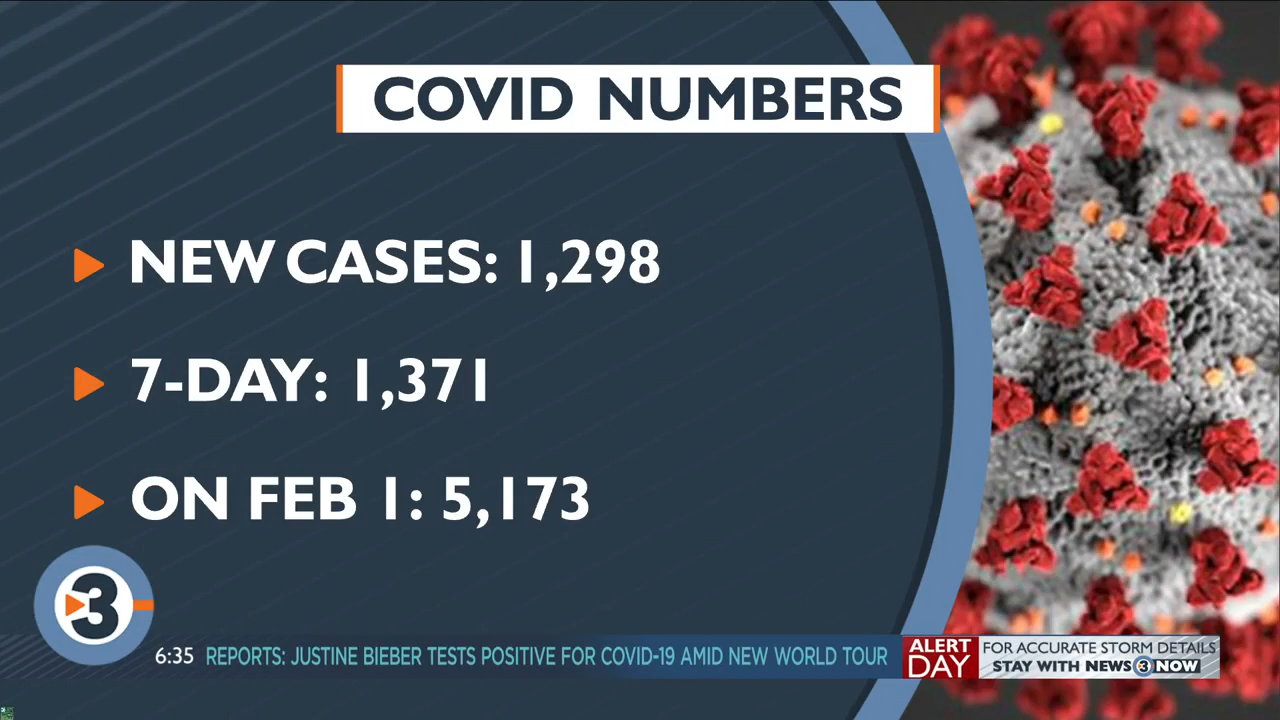 COVID NUMBERS
NEW CASES: 1,298
7-DAY: 1,371
ON FEB 1: 5,173
3
6:35 REPORTS: JUSTINE BIEBER TESTS POSITIVE FOR COVID-19 AMID NEW WORLD TOUR
ALERT
DAY
FOR ACCURATE STORM DETAILS
STAY WITH NEWS 3 NOW